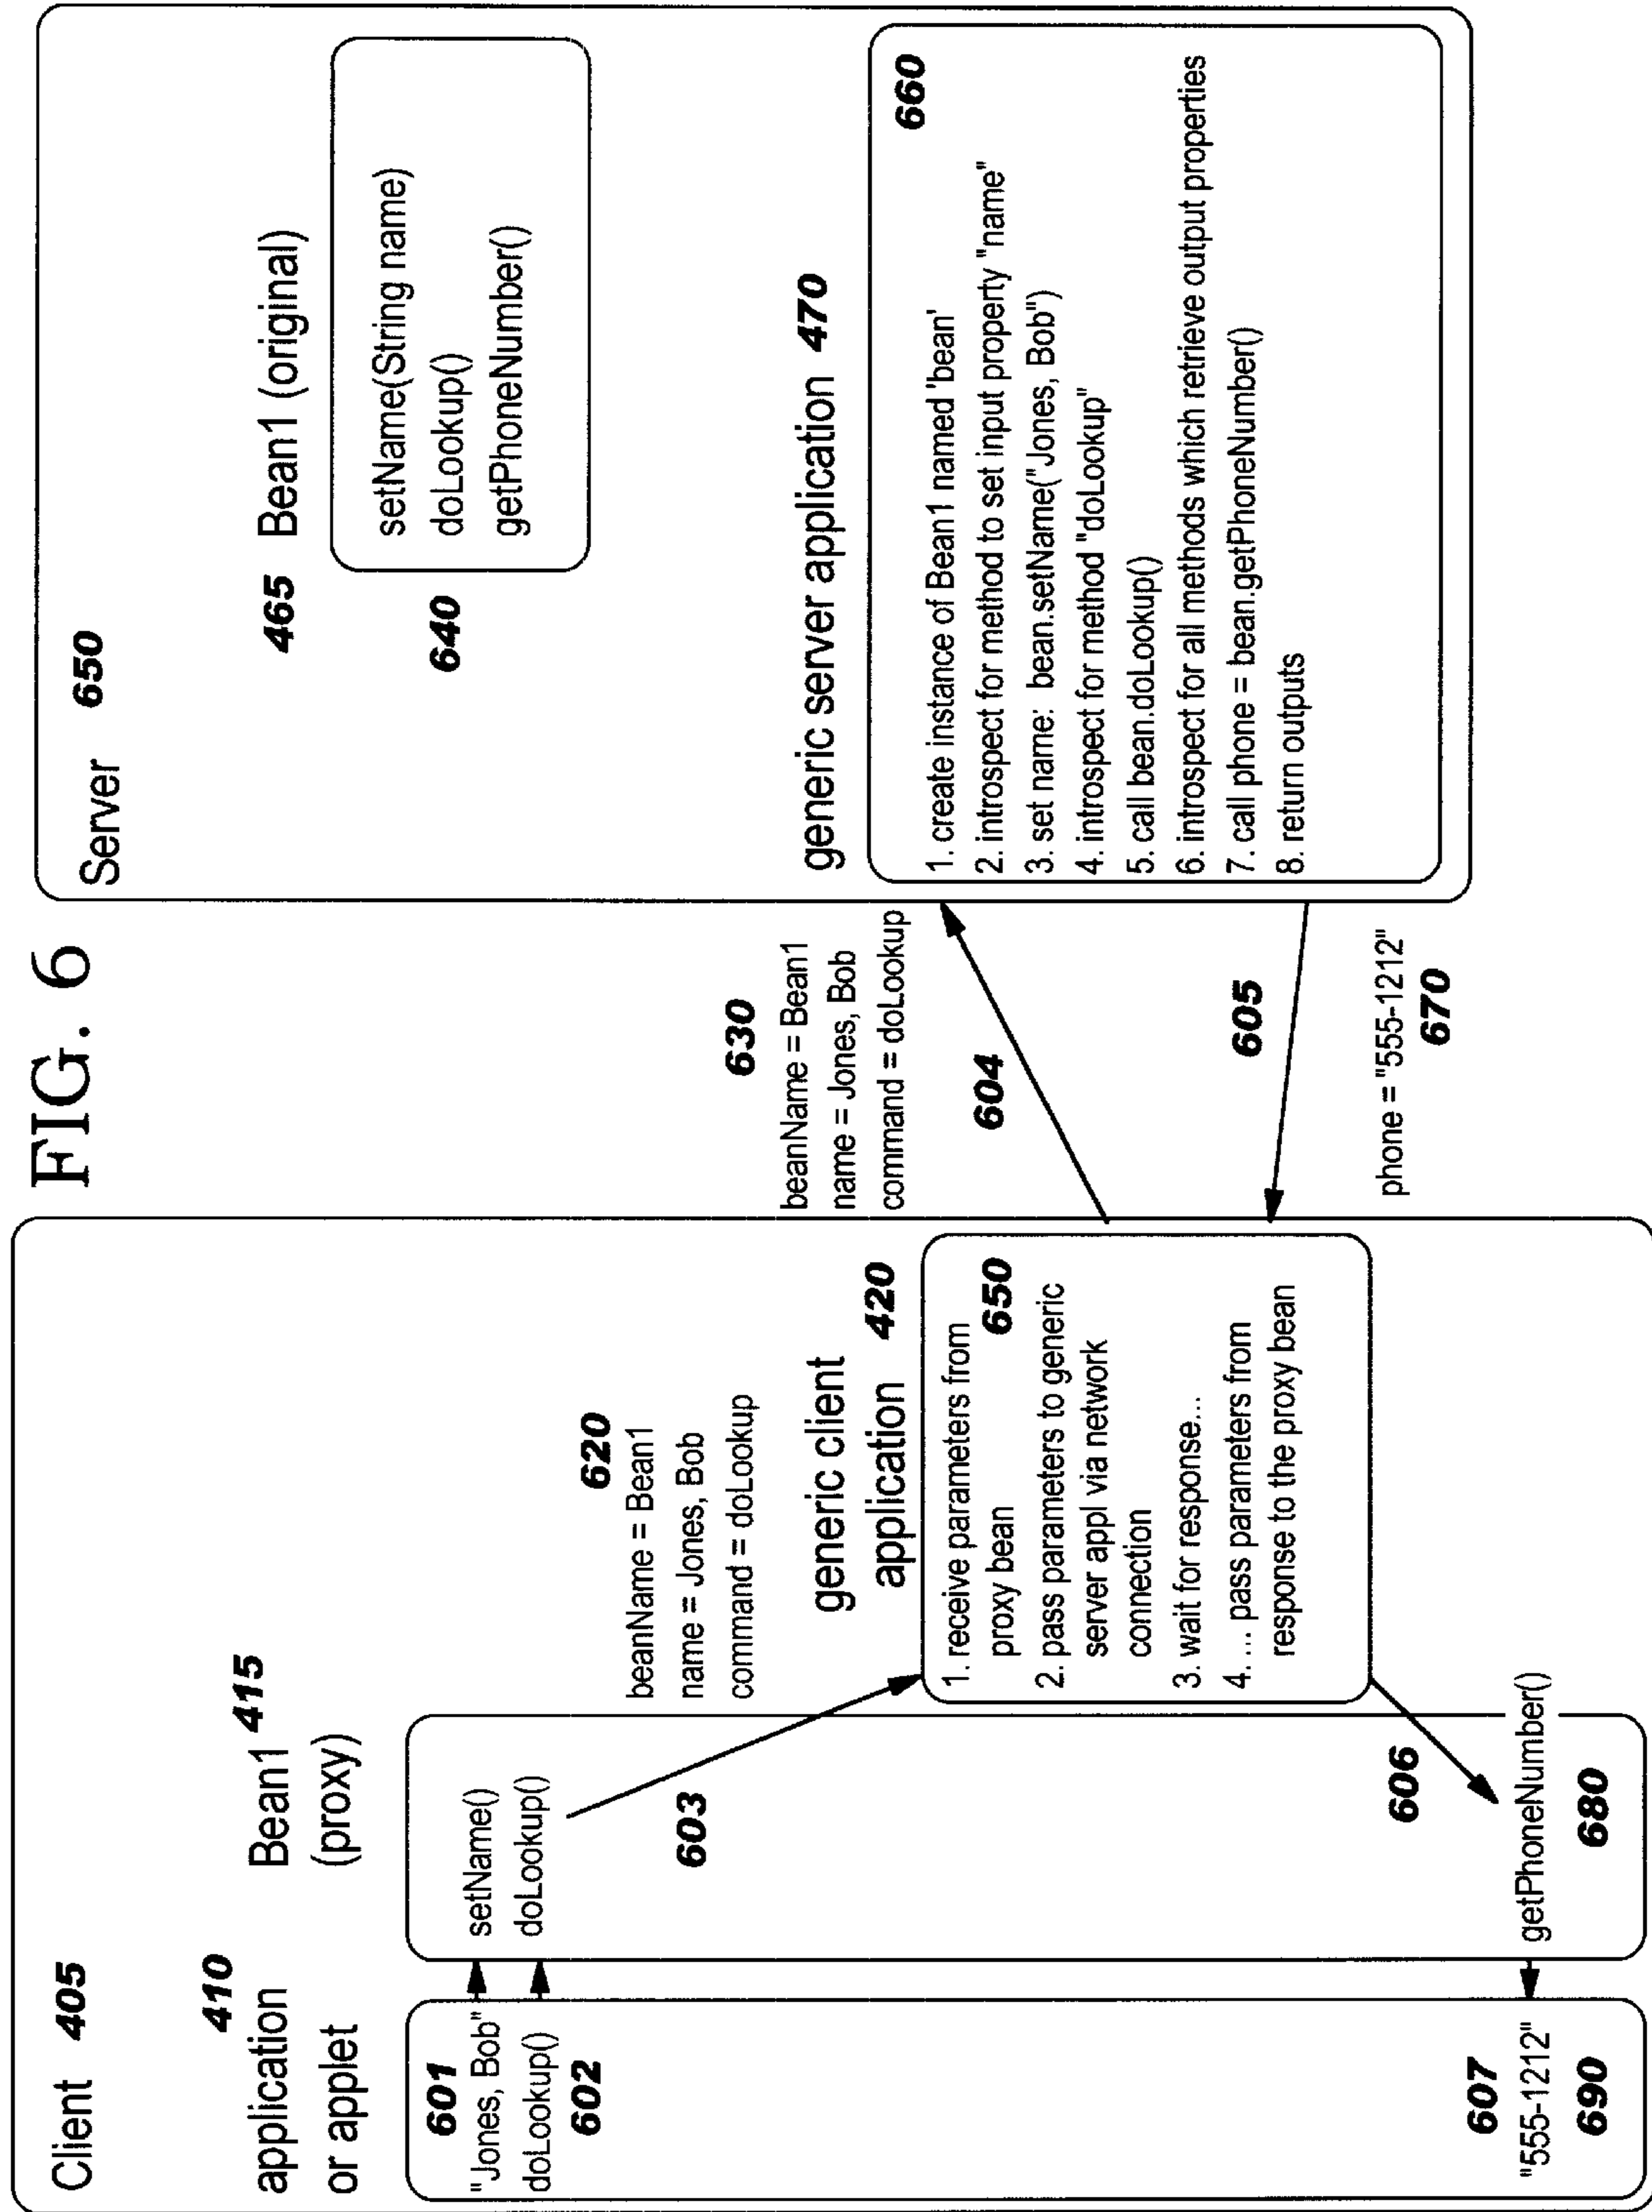 FIG. 6
Client 405
410
application
or applet
601
"Jones, Bob"
doLookup()
602
607
"555-1212"
690
Bean1 415
(proxy)
setName()
doLookup()
603
606
getPhoneNumber()
680
620
beanName = Bean1
name = Jones, Bob
command = doLookup
generic client
application 420
1. receive parameters from
proxy bean 650
2. pass parameters to generic
server appl via network
connection
3. wait for response...
4. ... pass parameters from
response to the proxy bean
630
beanName = Bean1
name = Jones, Bob
command = doLookup
604
605
phone = "555-1212"
670
Server 650
465 Bean1 (original)
640
setName(String name)
doLookup()
getPhoneNumber()
generic server application 470
660
1. create instance of Bean1 named 'bean'
2. introspect for method to set input property "name"
3. set name: bean.setName("Jones, Bob")
4. introspect for method "doLookup"
5. call bean.doLookup()
6. introspect for all methods which retrieve output properties
7. call phone = bean.getPhoneNumber()
8. return outputs